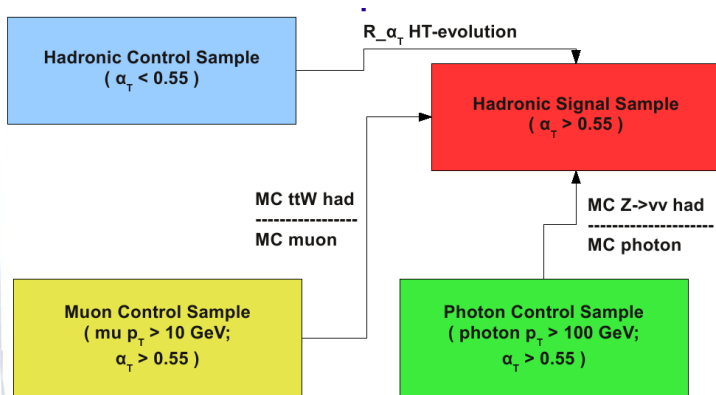 R_α_T HT-evolution
Hadronic Control Sample
( α_T < 0.55 )
Hadronic Signal Sample
( α_T > 0.55 )
MC ttW had
-----------------
MC muon
MC Z->vv had
---------------------
MC photon
Muon Control Sample
( mu p_T > 10 GeV;
α_T > 0.55 )
Photon Control Sample
( photon p_T > 100 GeV;
α_T > 0.55 )